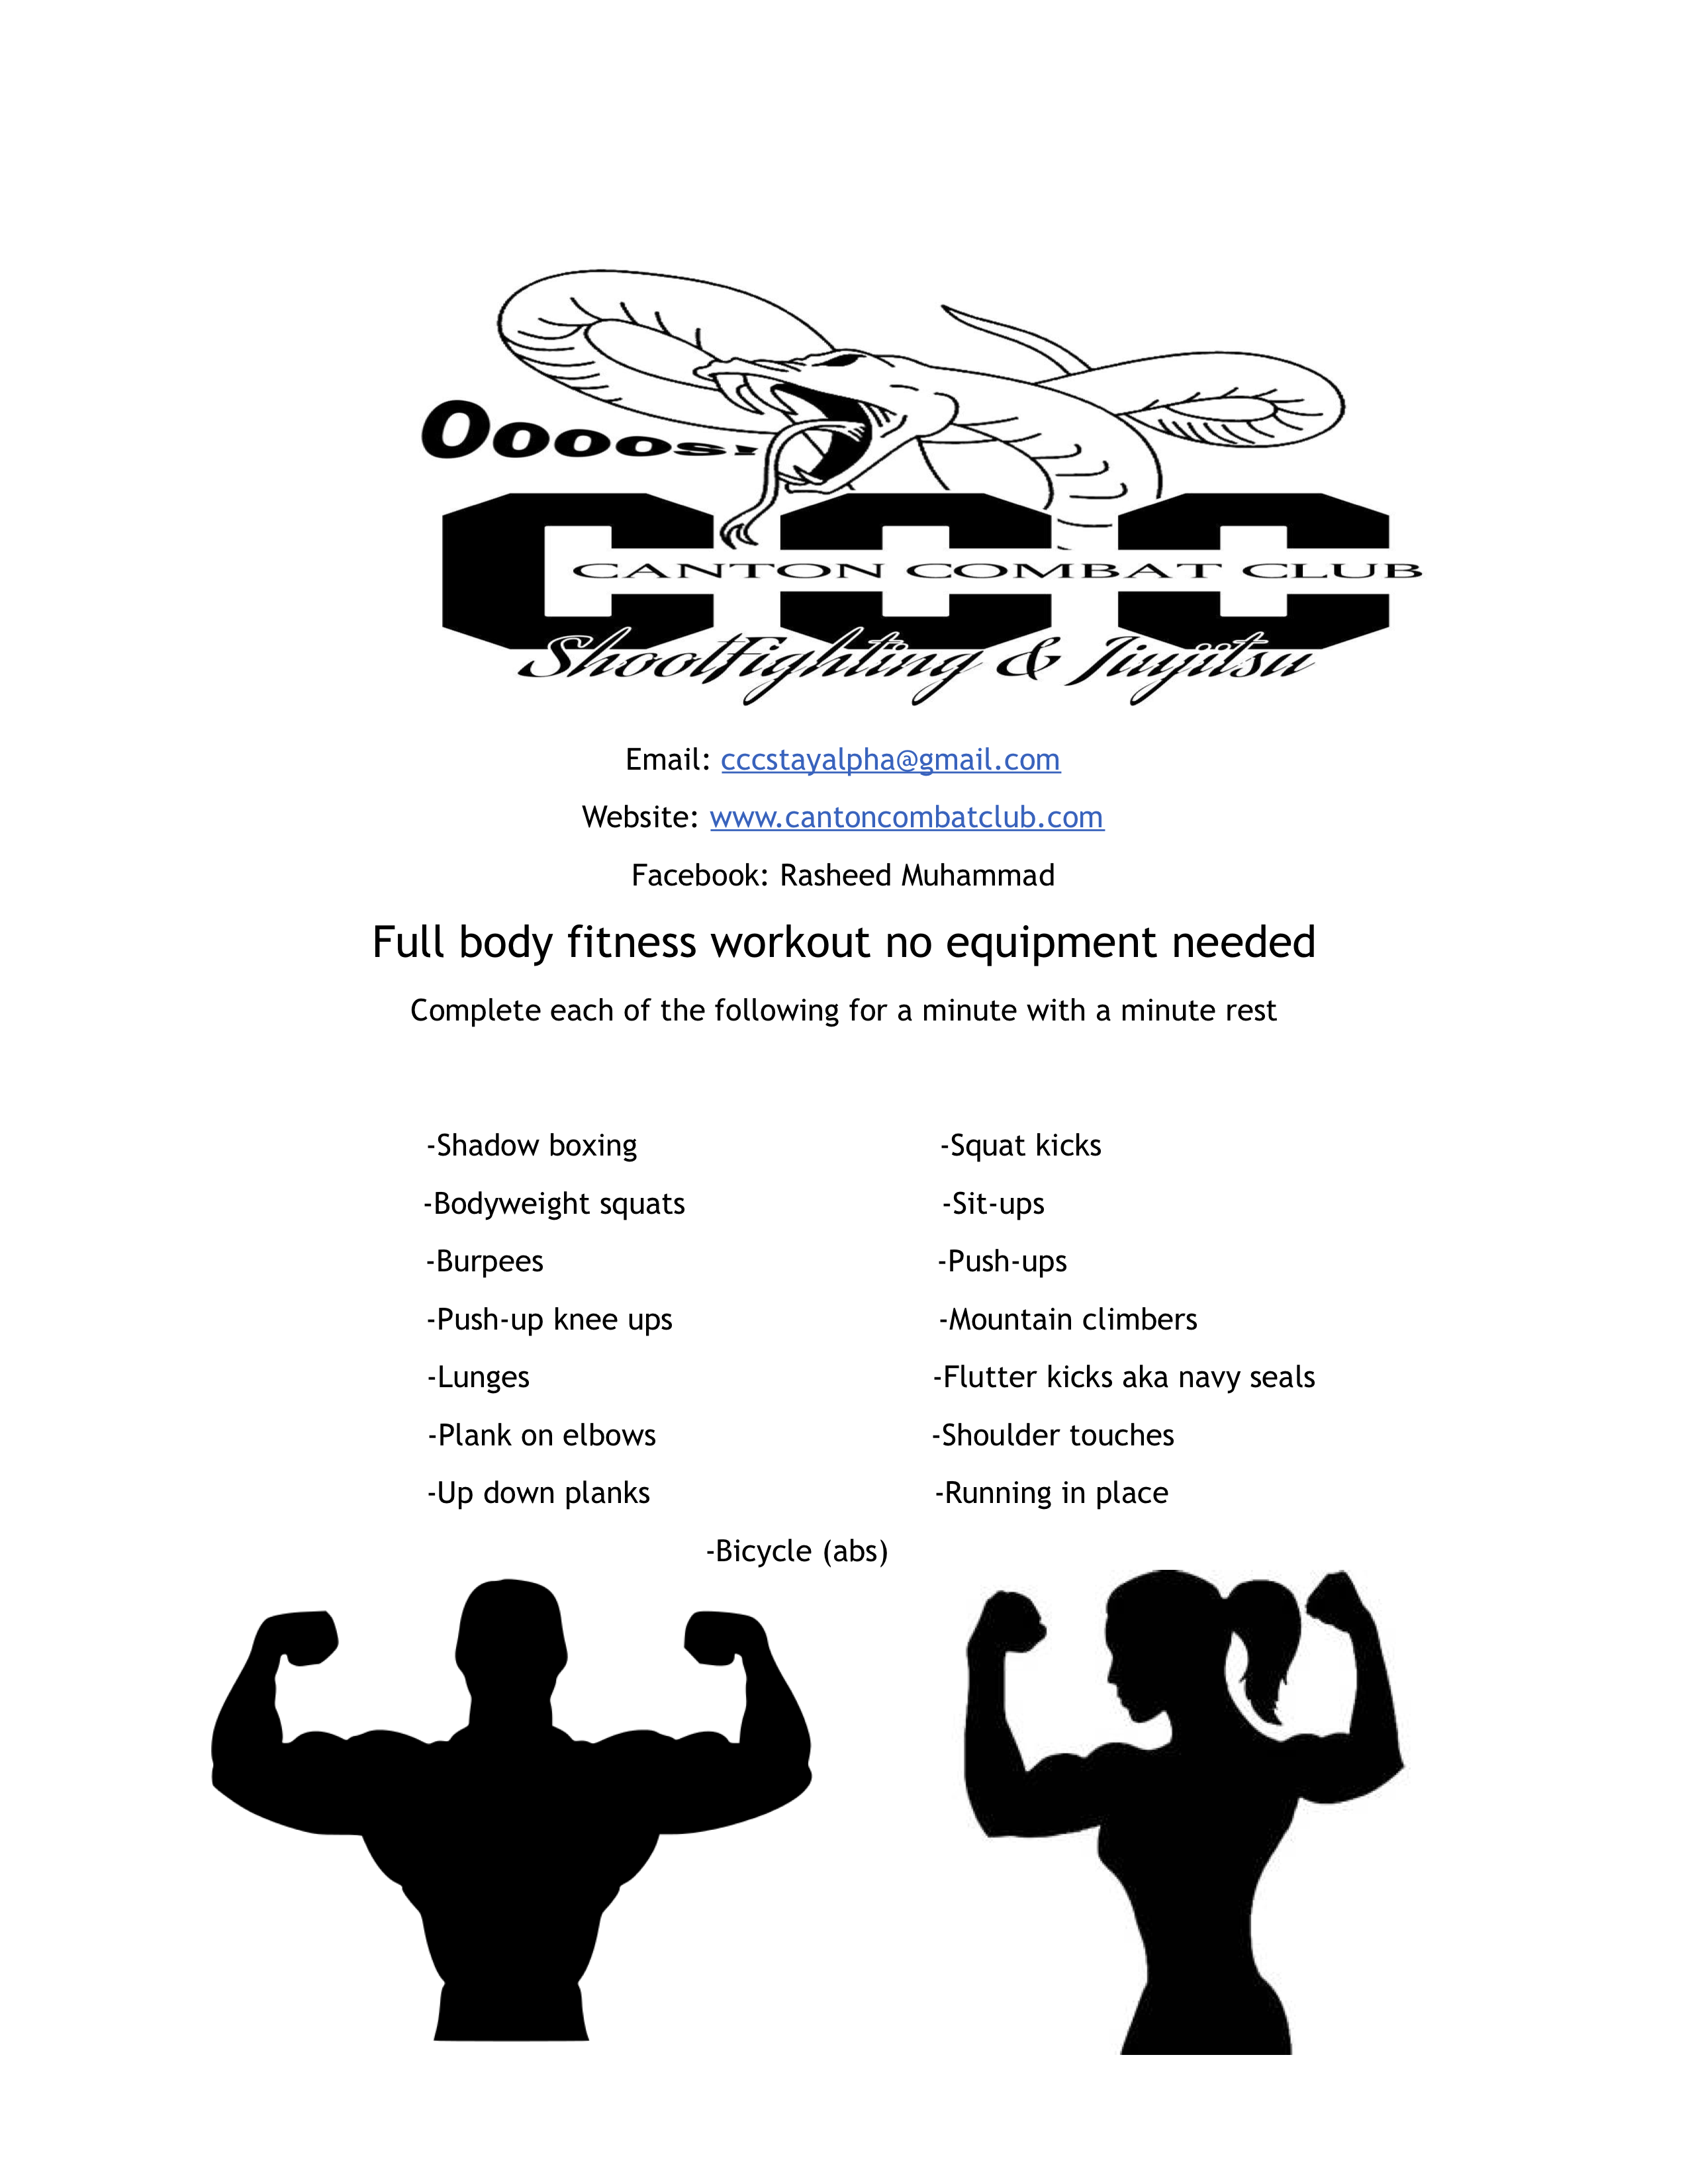 Oooos!
CCC
CANTON COMBAT CLUB
Shootfighting & Jiujitsu
Email: cccstayalpha@gmail.com
Website: www.cantoncombatclub.com
Facebook: Rasheed Muhammad
Full body fitness workout no equipment needed
Complete each of the following for a minute with a minute rest
-Shadow boxing -Squat kicks
-Bodyweight squats -Sit-ups
-Burpees -Push-ups
-Push-up knee ups -Mountain climbers
-Lunges -Flutter kicks aka navy seals
-Plank on elbows -Shoulder touches
-Up down planks -Running in place
-Bicycle (abs)